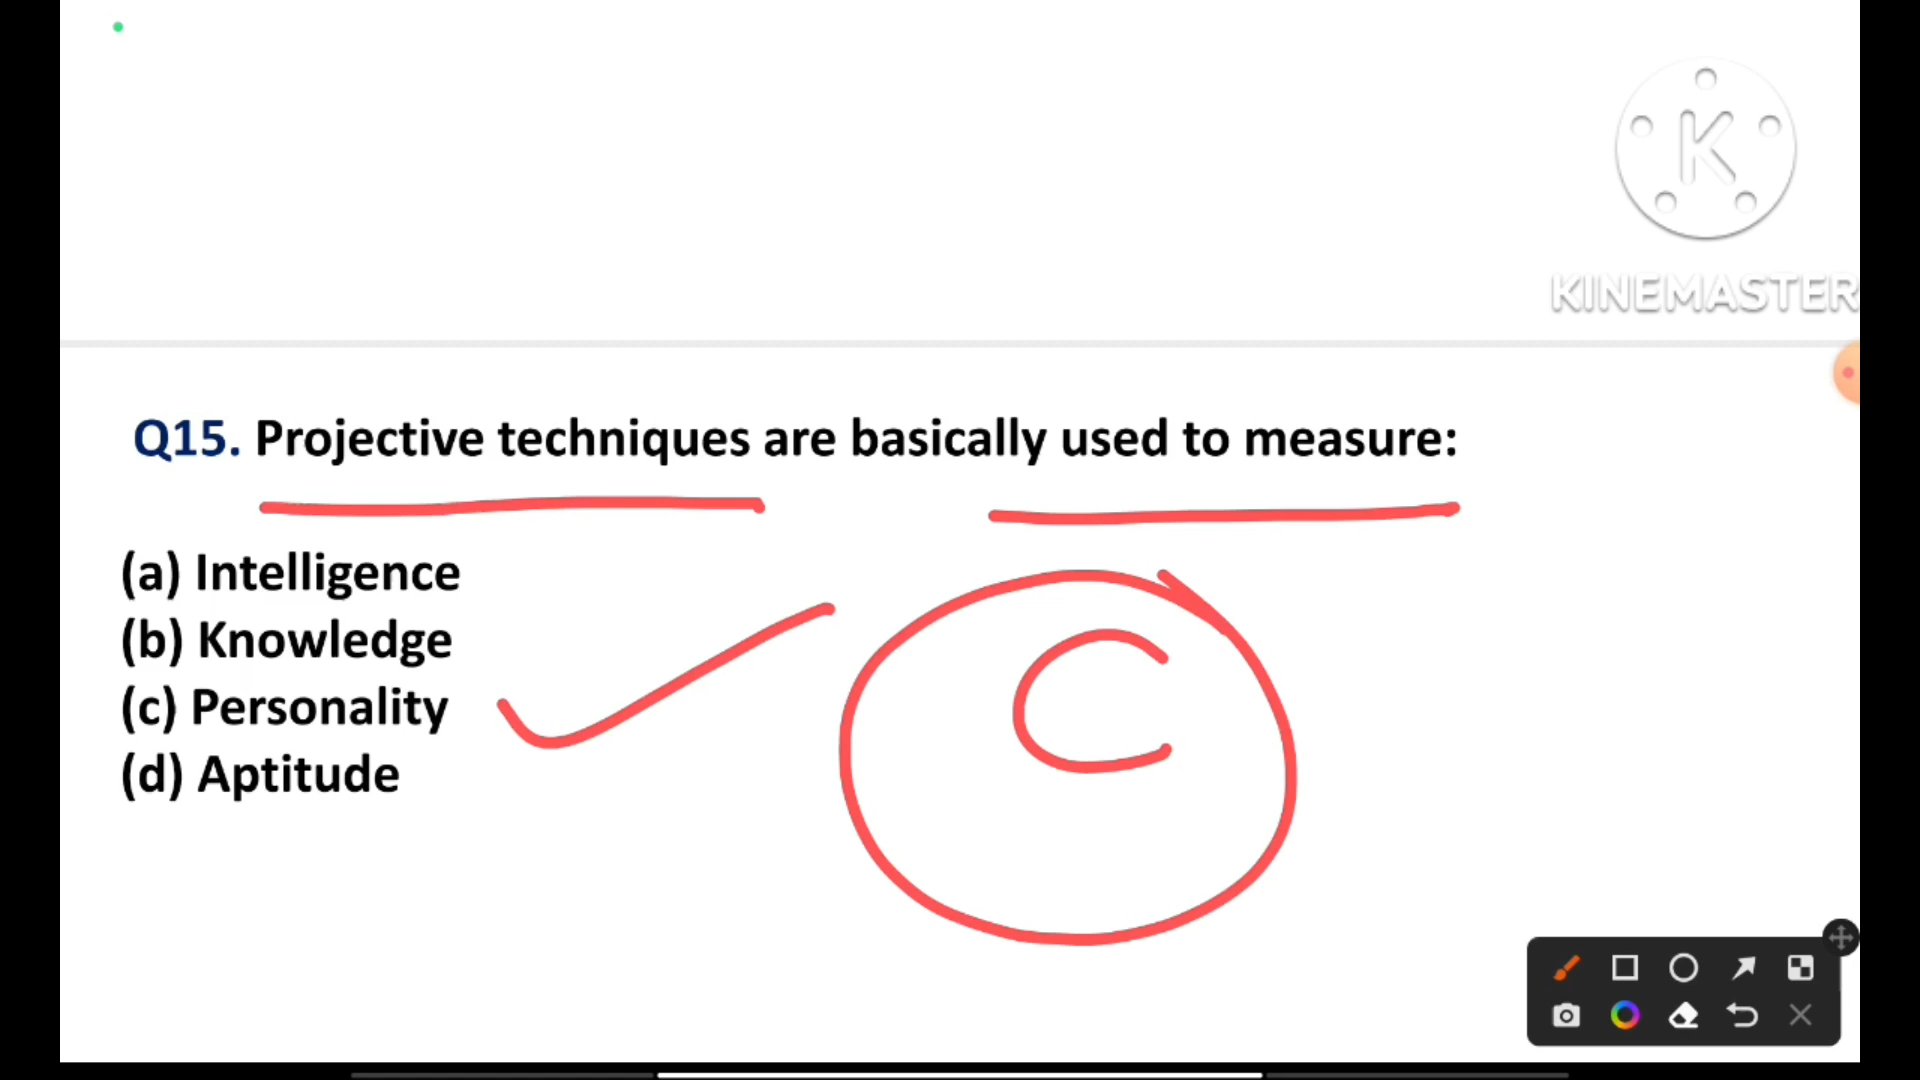 K
KINEMASTER
Q15. Projective techniques are basically used to measure:
(a) Intelligence
(b) Knowledge
(c) Personality
(d) Aptitude
C